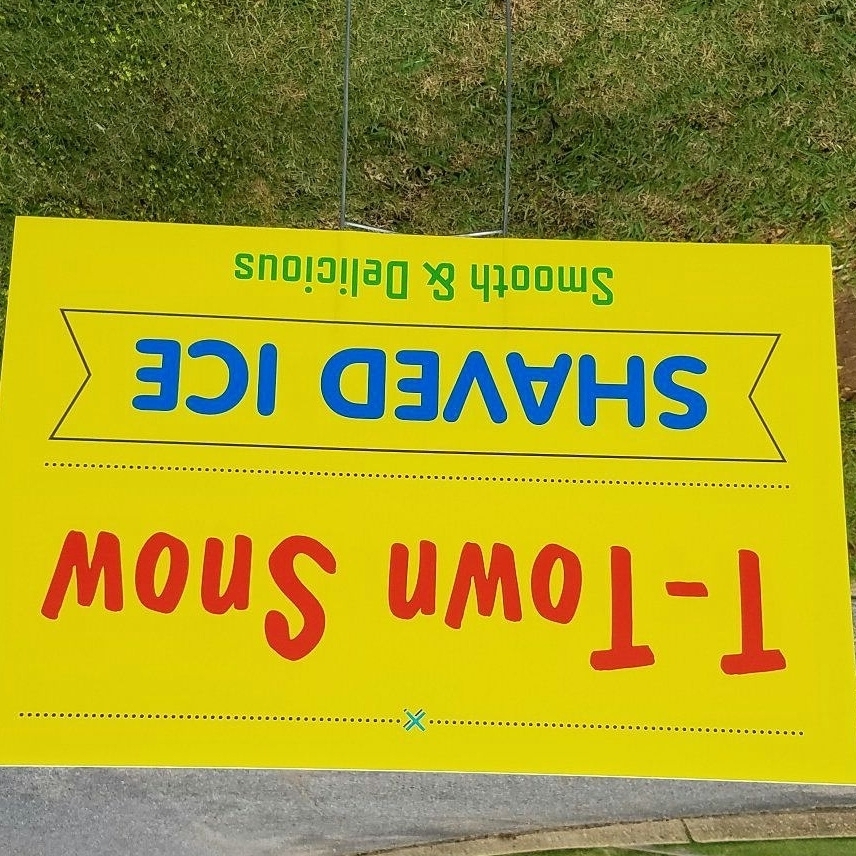 T-Town Snow
SHAVED ICE
Smooth & Delicious